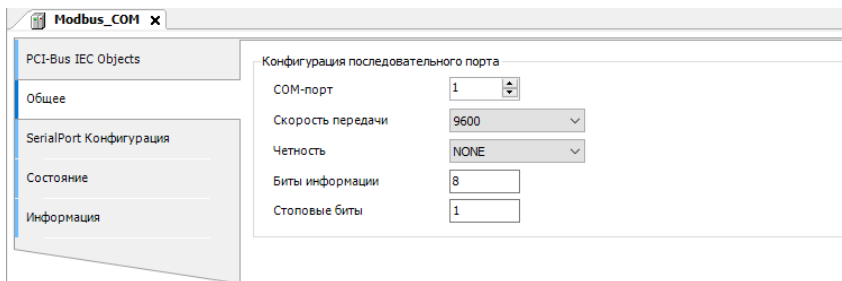 Modbus_COM x
PCI-Bus IEC Objects
Общее
SerialPort Конфигурация
Состояние
Информация
Конфигурация последовательного порта
COM-порт 1
Скорость передачи 9600
Четность NONE
Биты информации 8
Стоповые биты 1